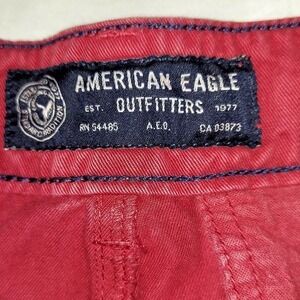 AMERICAN EAGLE
EST. OUTFITTERS 1977
RN 54485 A.E.O. CA 03873